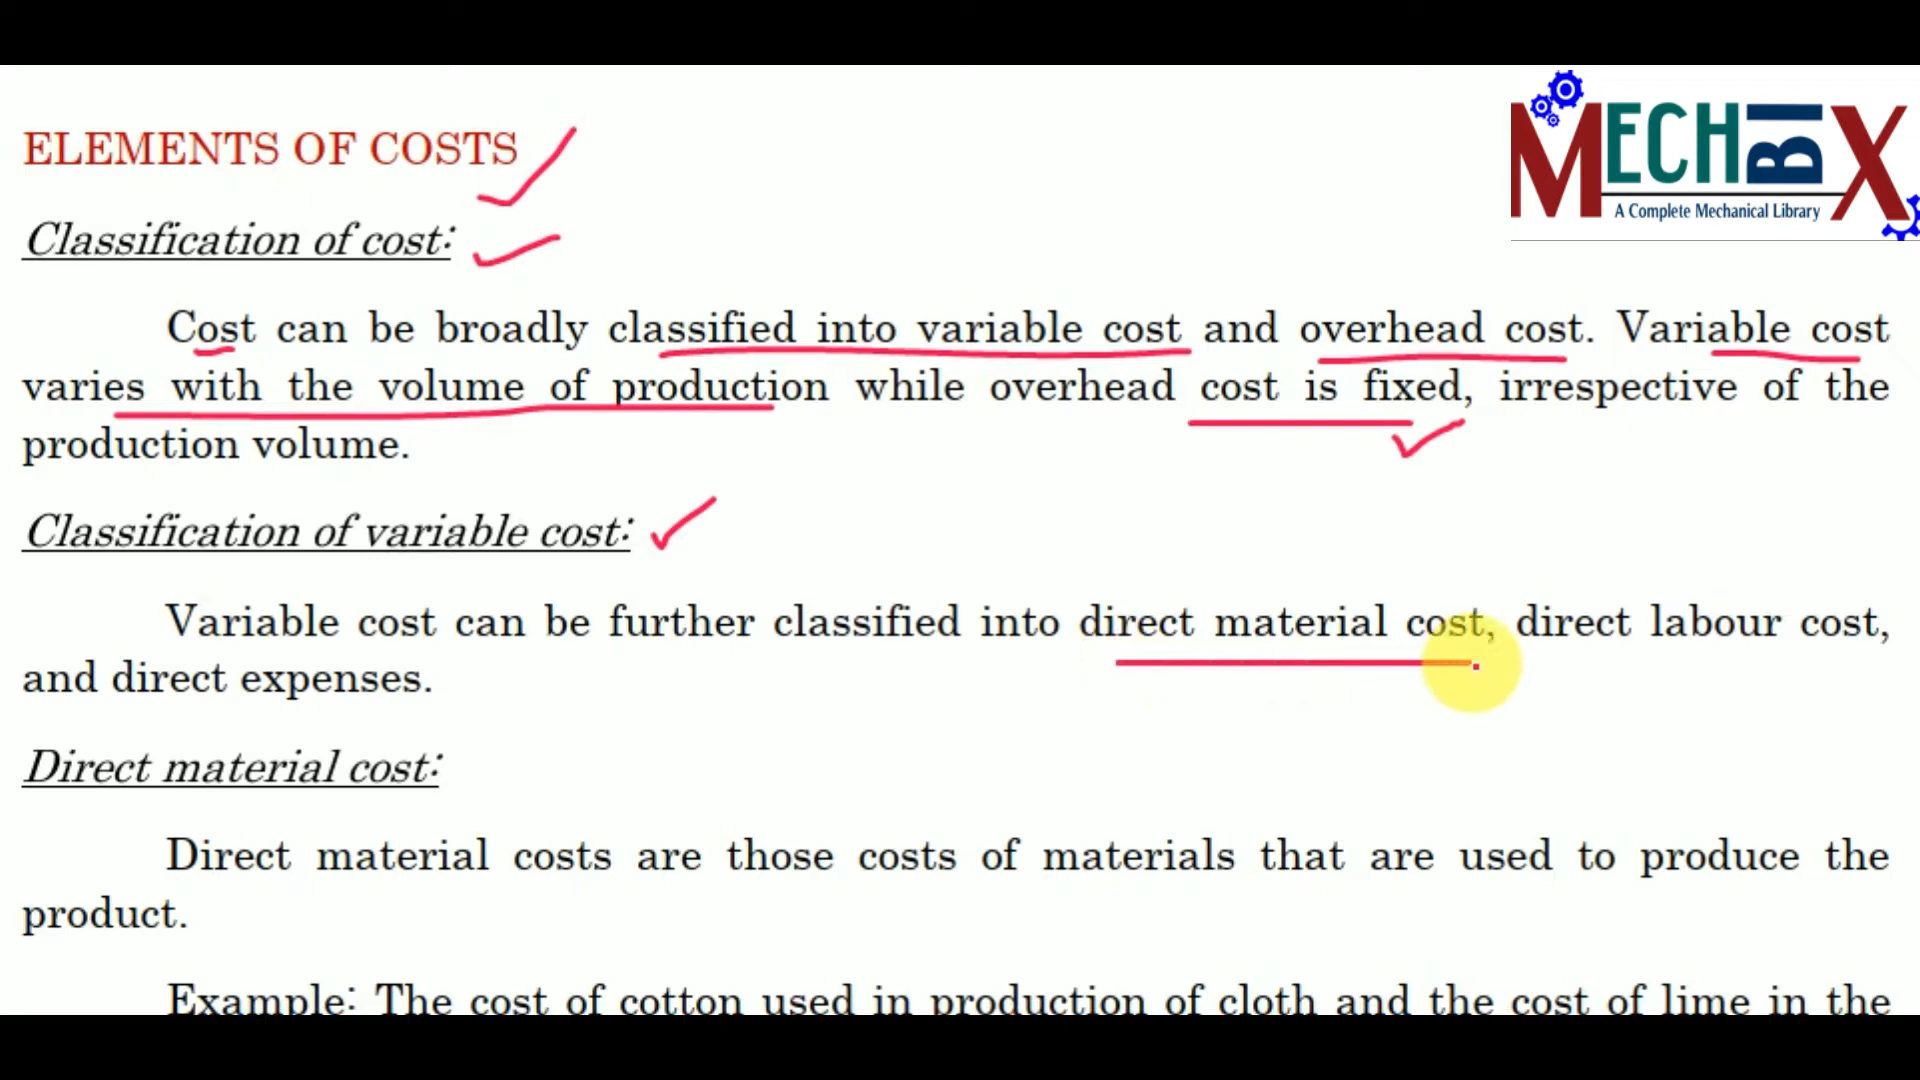 MECHBIX
A Complete Mechanical Library
ELEMENTS OF COSTS
Classification of cost:
Cost can be broadly classified into variable cost and overhead cost. Variable cost
varies with the volume of production while overhead cost is fixed, irrespective of the
production volume.
Classification of variable cost:
Variable cost can be further classified into direct material cost, direct labour cost,
and direct expenses.
Direct material cost:
Direct material costs are those costs of materials that are used to produce the
product.
Example: The cost of cotton used in production of cloth and the cost of lime in the